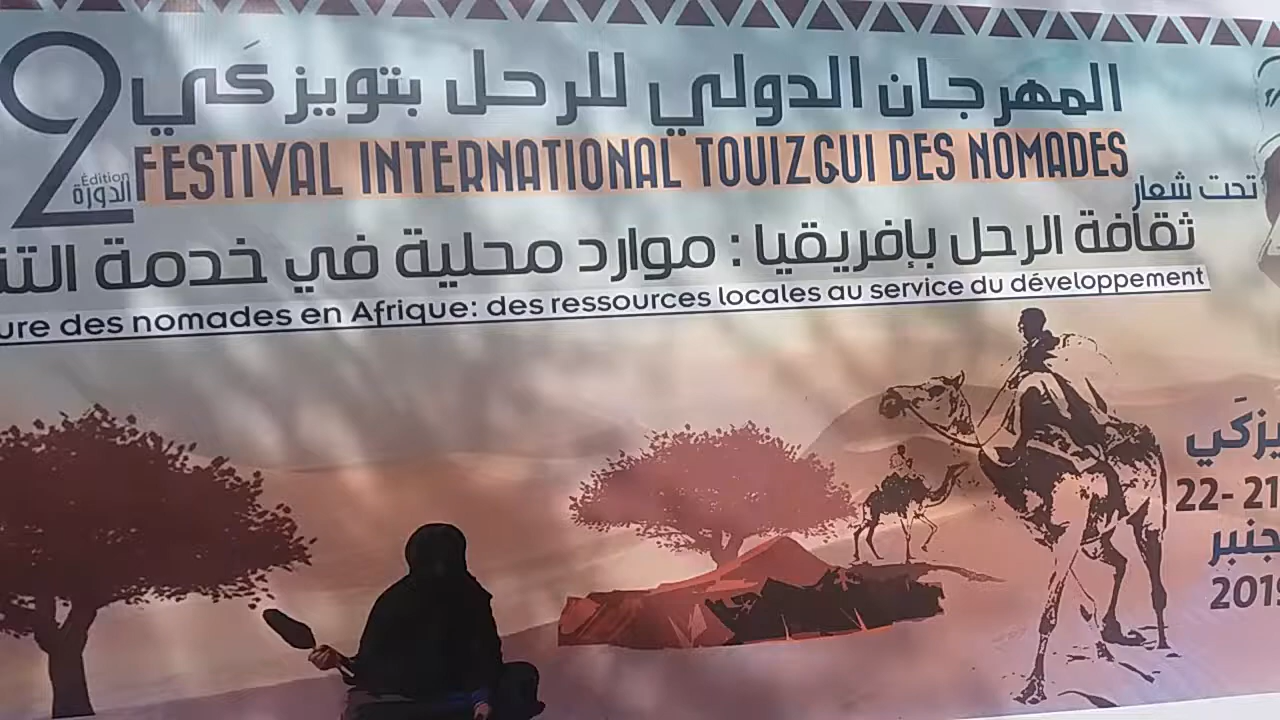 المهرجان الدولي للرحل بتويزكَي
FESTIVAL INTERNATIONAL TOUIZGUI DES NOMADES
2
Édition
الدورة
تحت شعار
ثقافة الرحل بإفريقيا : موارد محلية في خدمة
des nomades en Afrique: des ressources locales au service du développement
22-21